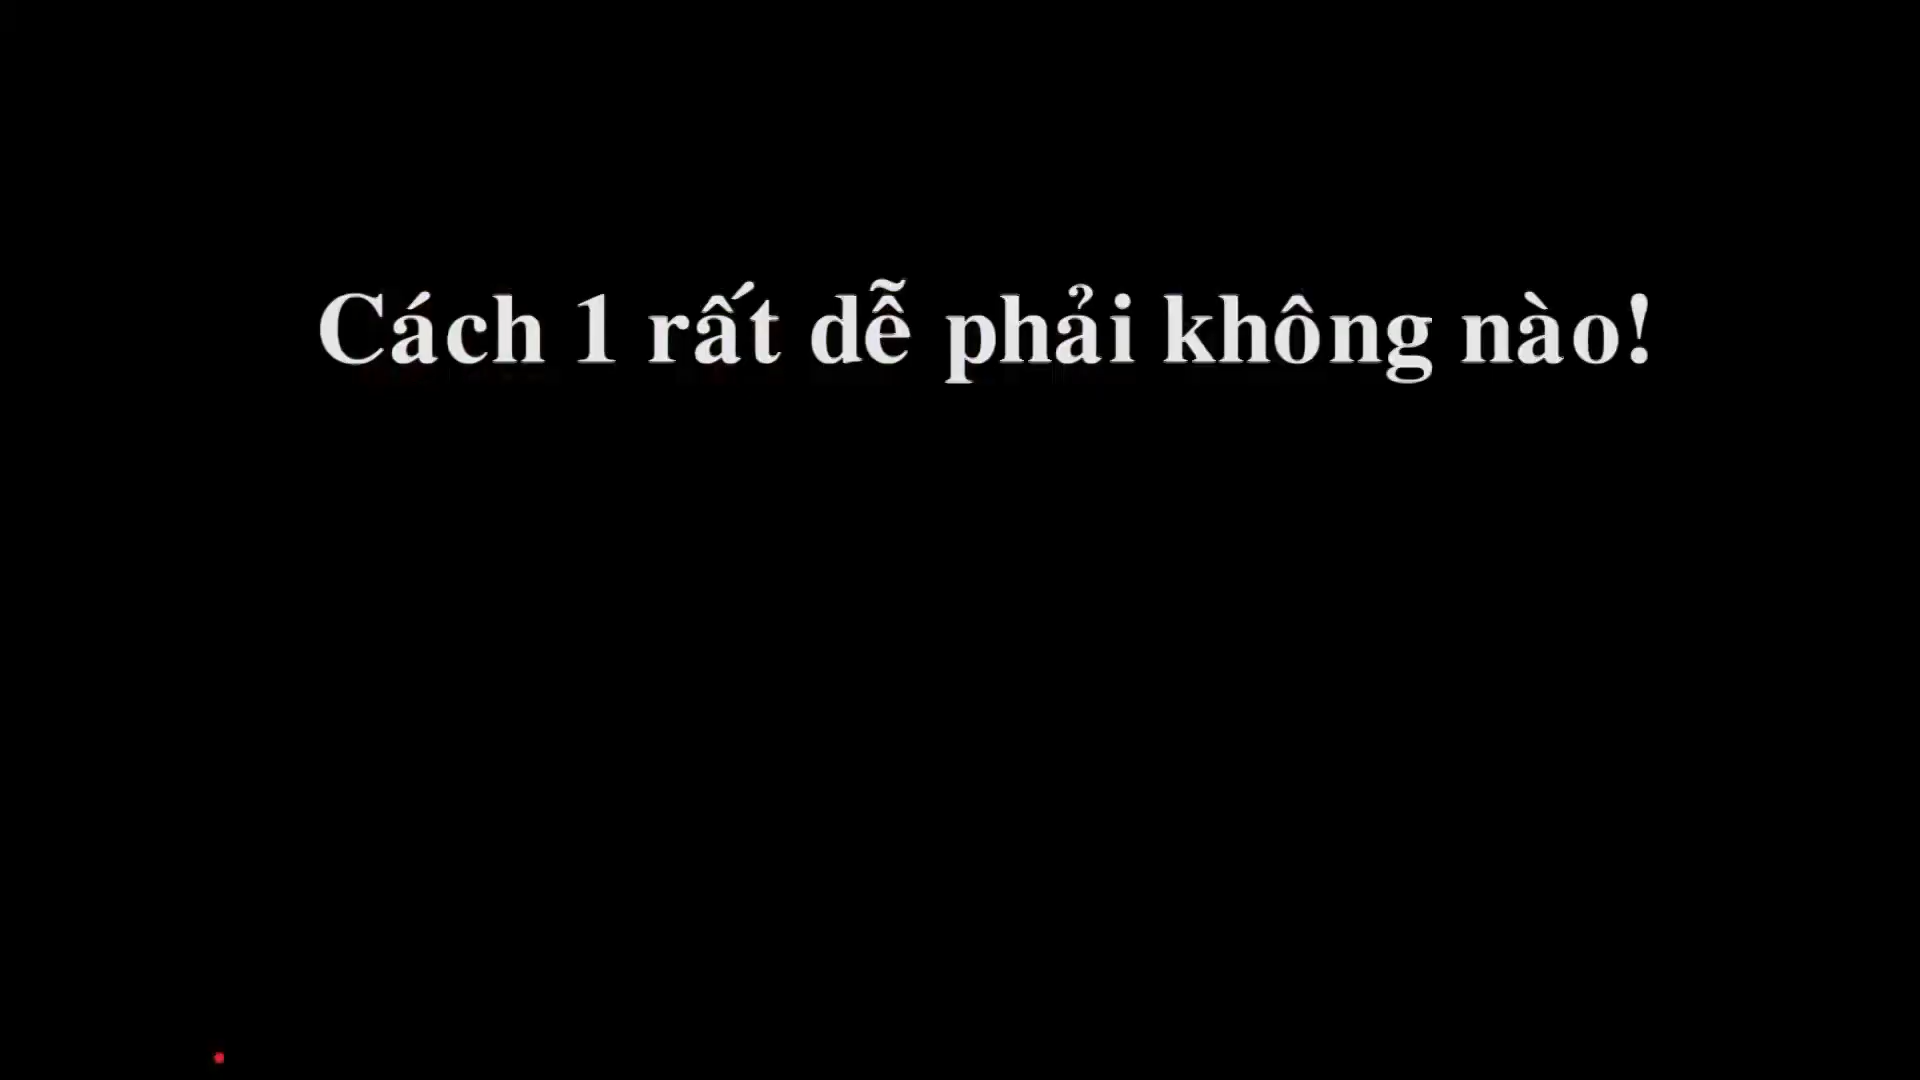 Cách 1 rất dễ phải không nào!